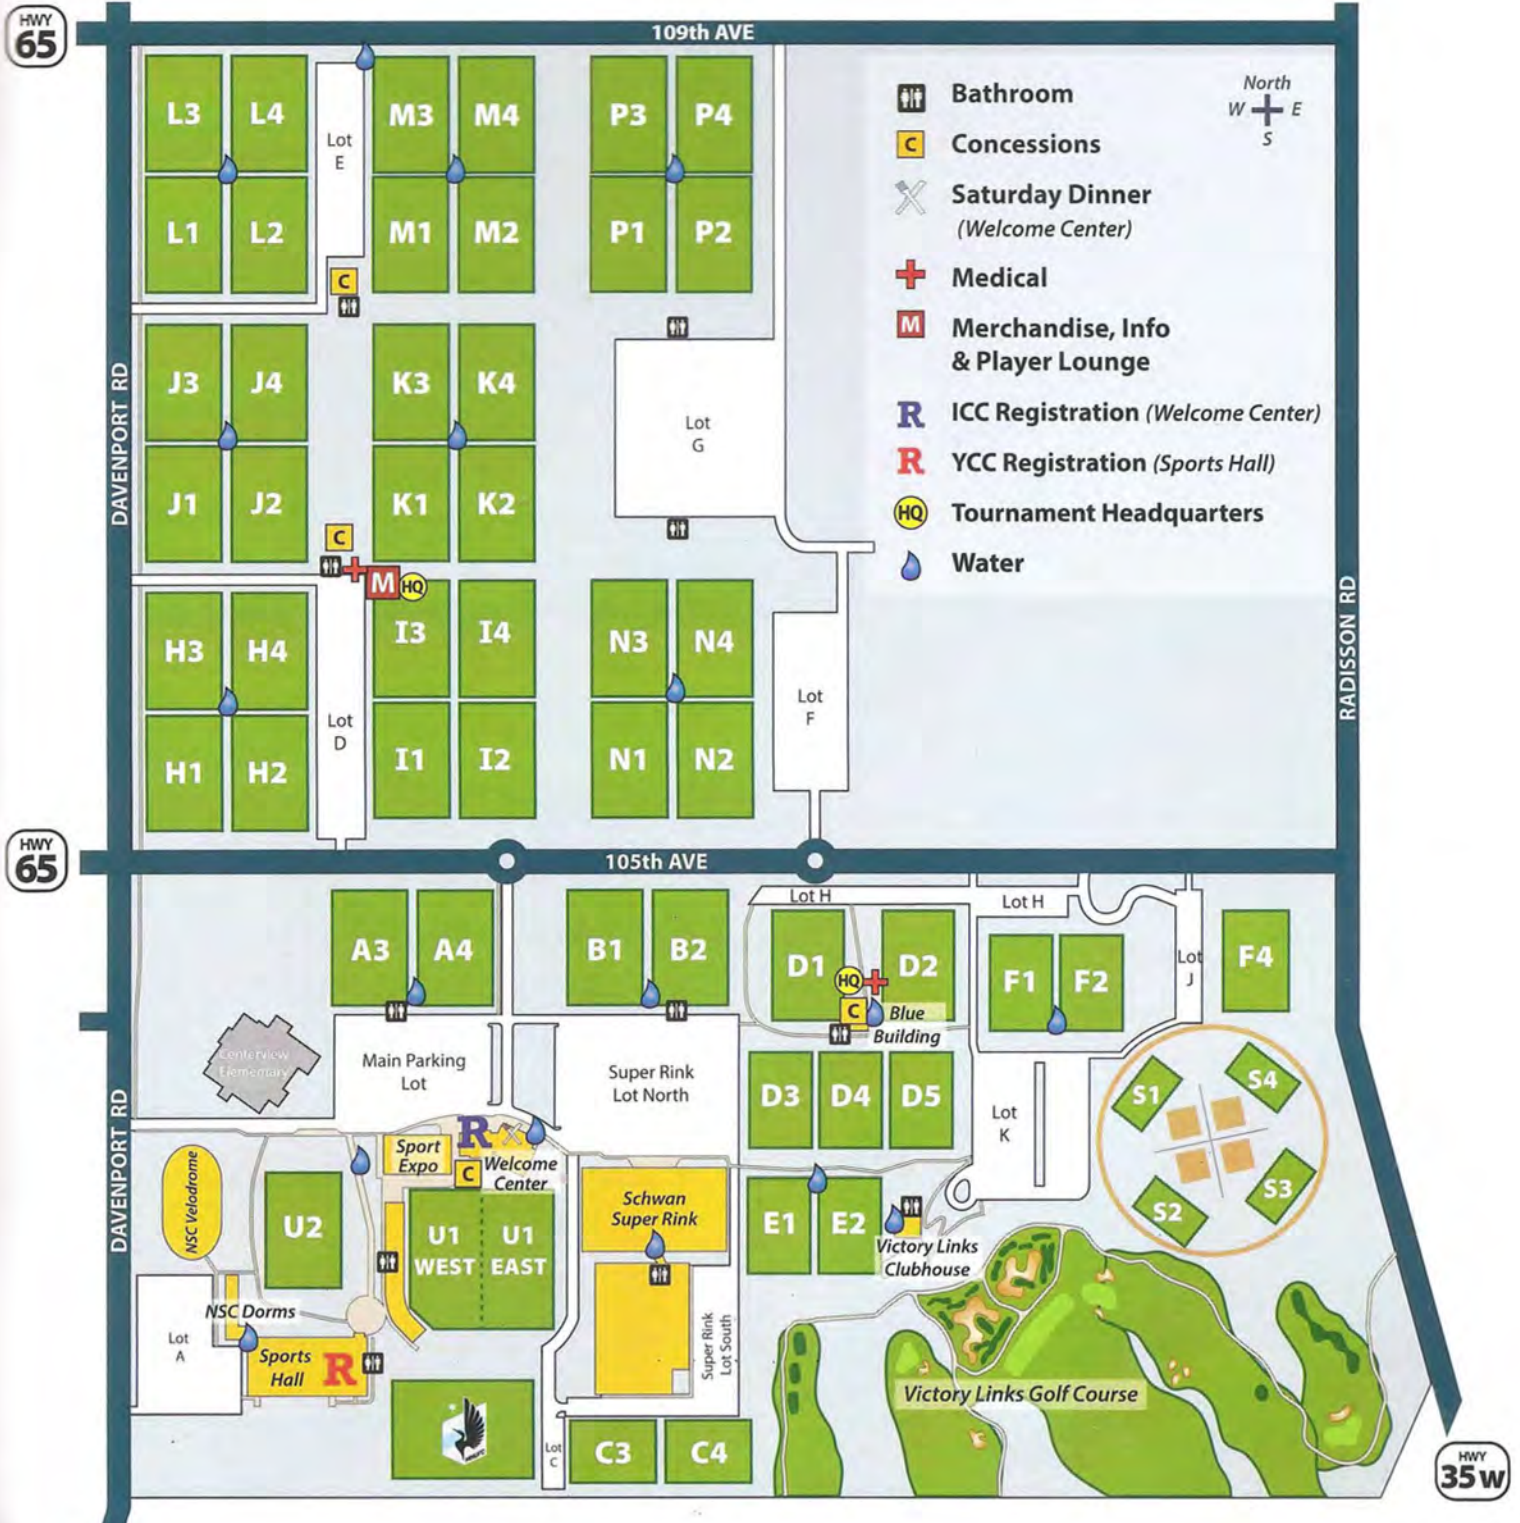 HWY
65
109th AVE
L3
L4
M3
M4
P3
P4
Lot
E
L1
L2
M1
M2
P1
P2
C
Bathroom
C
Concessions
Saturday Dinner
(Welcome Center)
Medical
M
Merchandise, Info
& Player Lounge
R
ICC Registration (Welcome Center)
R
YCC Registration (Sports Hall)
HQ
Tournament Headquarters
Water
North
W
E
S
DAVENPORT RD
J3
J4
K3
K4
Lot
G
J1
J2
K1
K2
C
M
HQ
H3
H4
I3
I4
N3
N4
Lot
D
Lot
F
H1
H2
I1
I2
N1
N2
RADISSON RD
HWY
65
105th AVE
A3
A4
B1
B2
Lot H
D1
D2
HQ
C
Blue
Building
Lot H
F1
F2
Lot
J
F4
Centerview
Elementary
Main Parking
Lot
Super Rink
Lot North
D3
D4
D5
Lot
K
S1
S4
S2
S3
DAVENPORT RD
NSC Velodrome
U2
Sport
Expo
R
C
Welcome
Center
U1
WEST
U1
EAST
Schwan
Super Rink
E1
E2
Victory Links
Clubhouse
Lot
A
NSC Dorms
Sports
Hall
R
Super Rink
Lot South
Victory Links Golf Course
Lot
C
C3
C4
HWY
35W